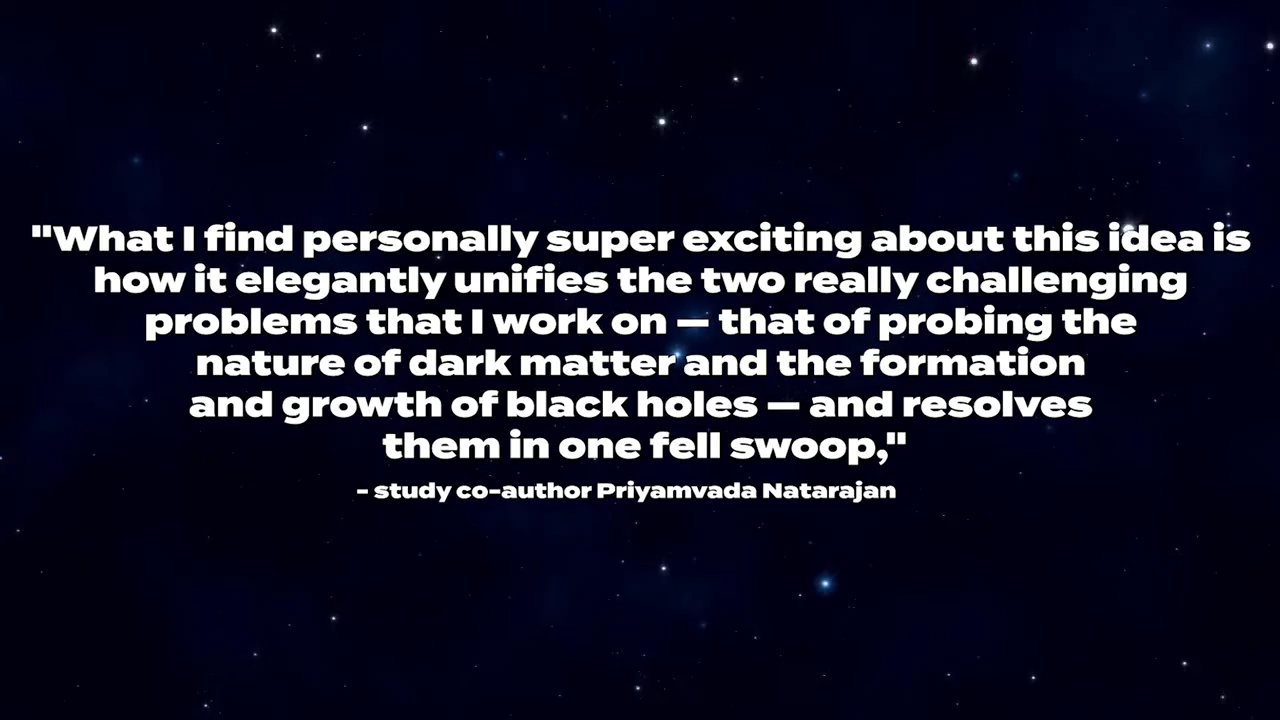 "What I find personally super exciting about this idea is
how it elegantly unifies the two really challenging
problems that I work on — that of probing the
nature of dark matter and the formation
and growth of black holes — and resolves
them in one fell swoop,"
- study co-author Priyamvada Natarajan